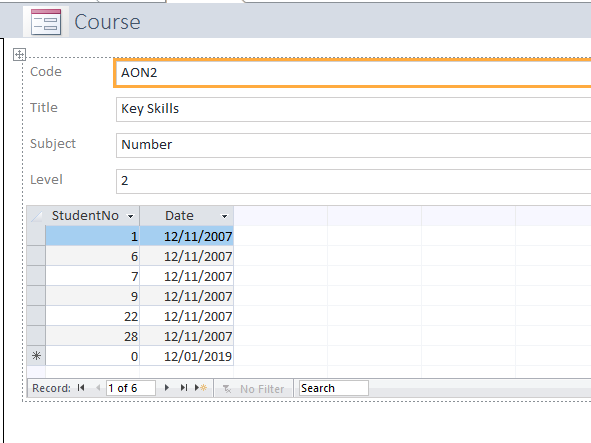 Course
Code AON2
Title Key Skills
Subject Number
Level 2
StudentNo Date
1 12/11/2007
6 12/11/2007
7 12/11/2007
9 12/11/2007
22 12/11/2007
28 12/11/2007
0 12/01/2019
Record: 1 of 6 No Filter Search